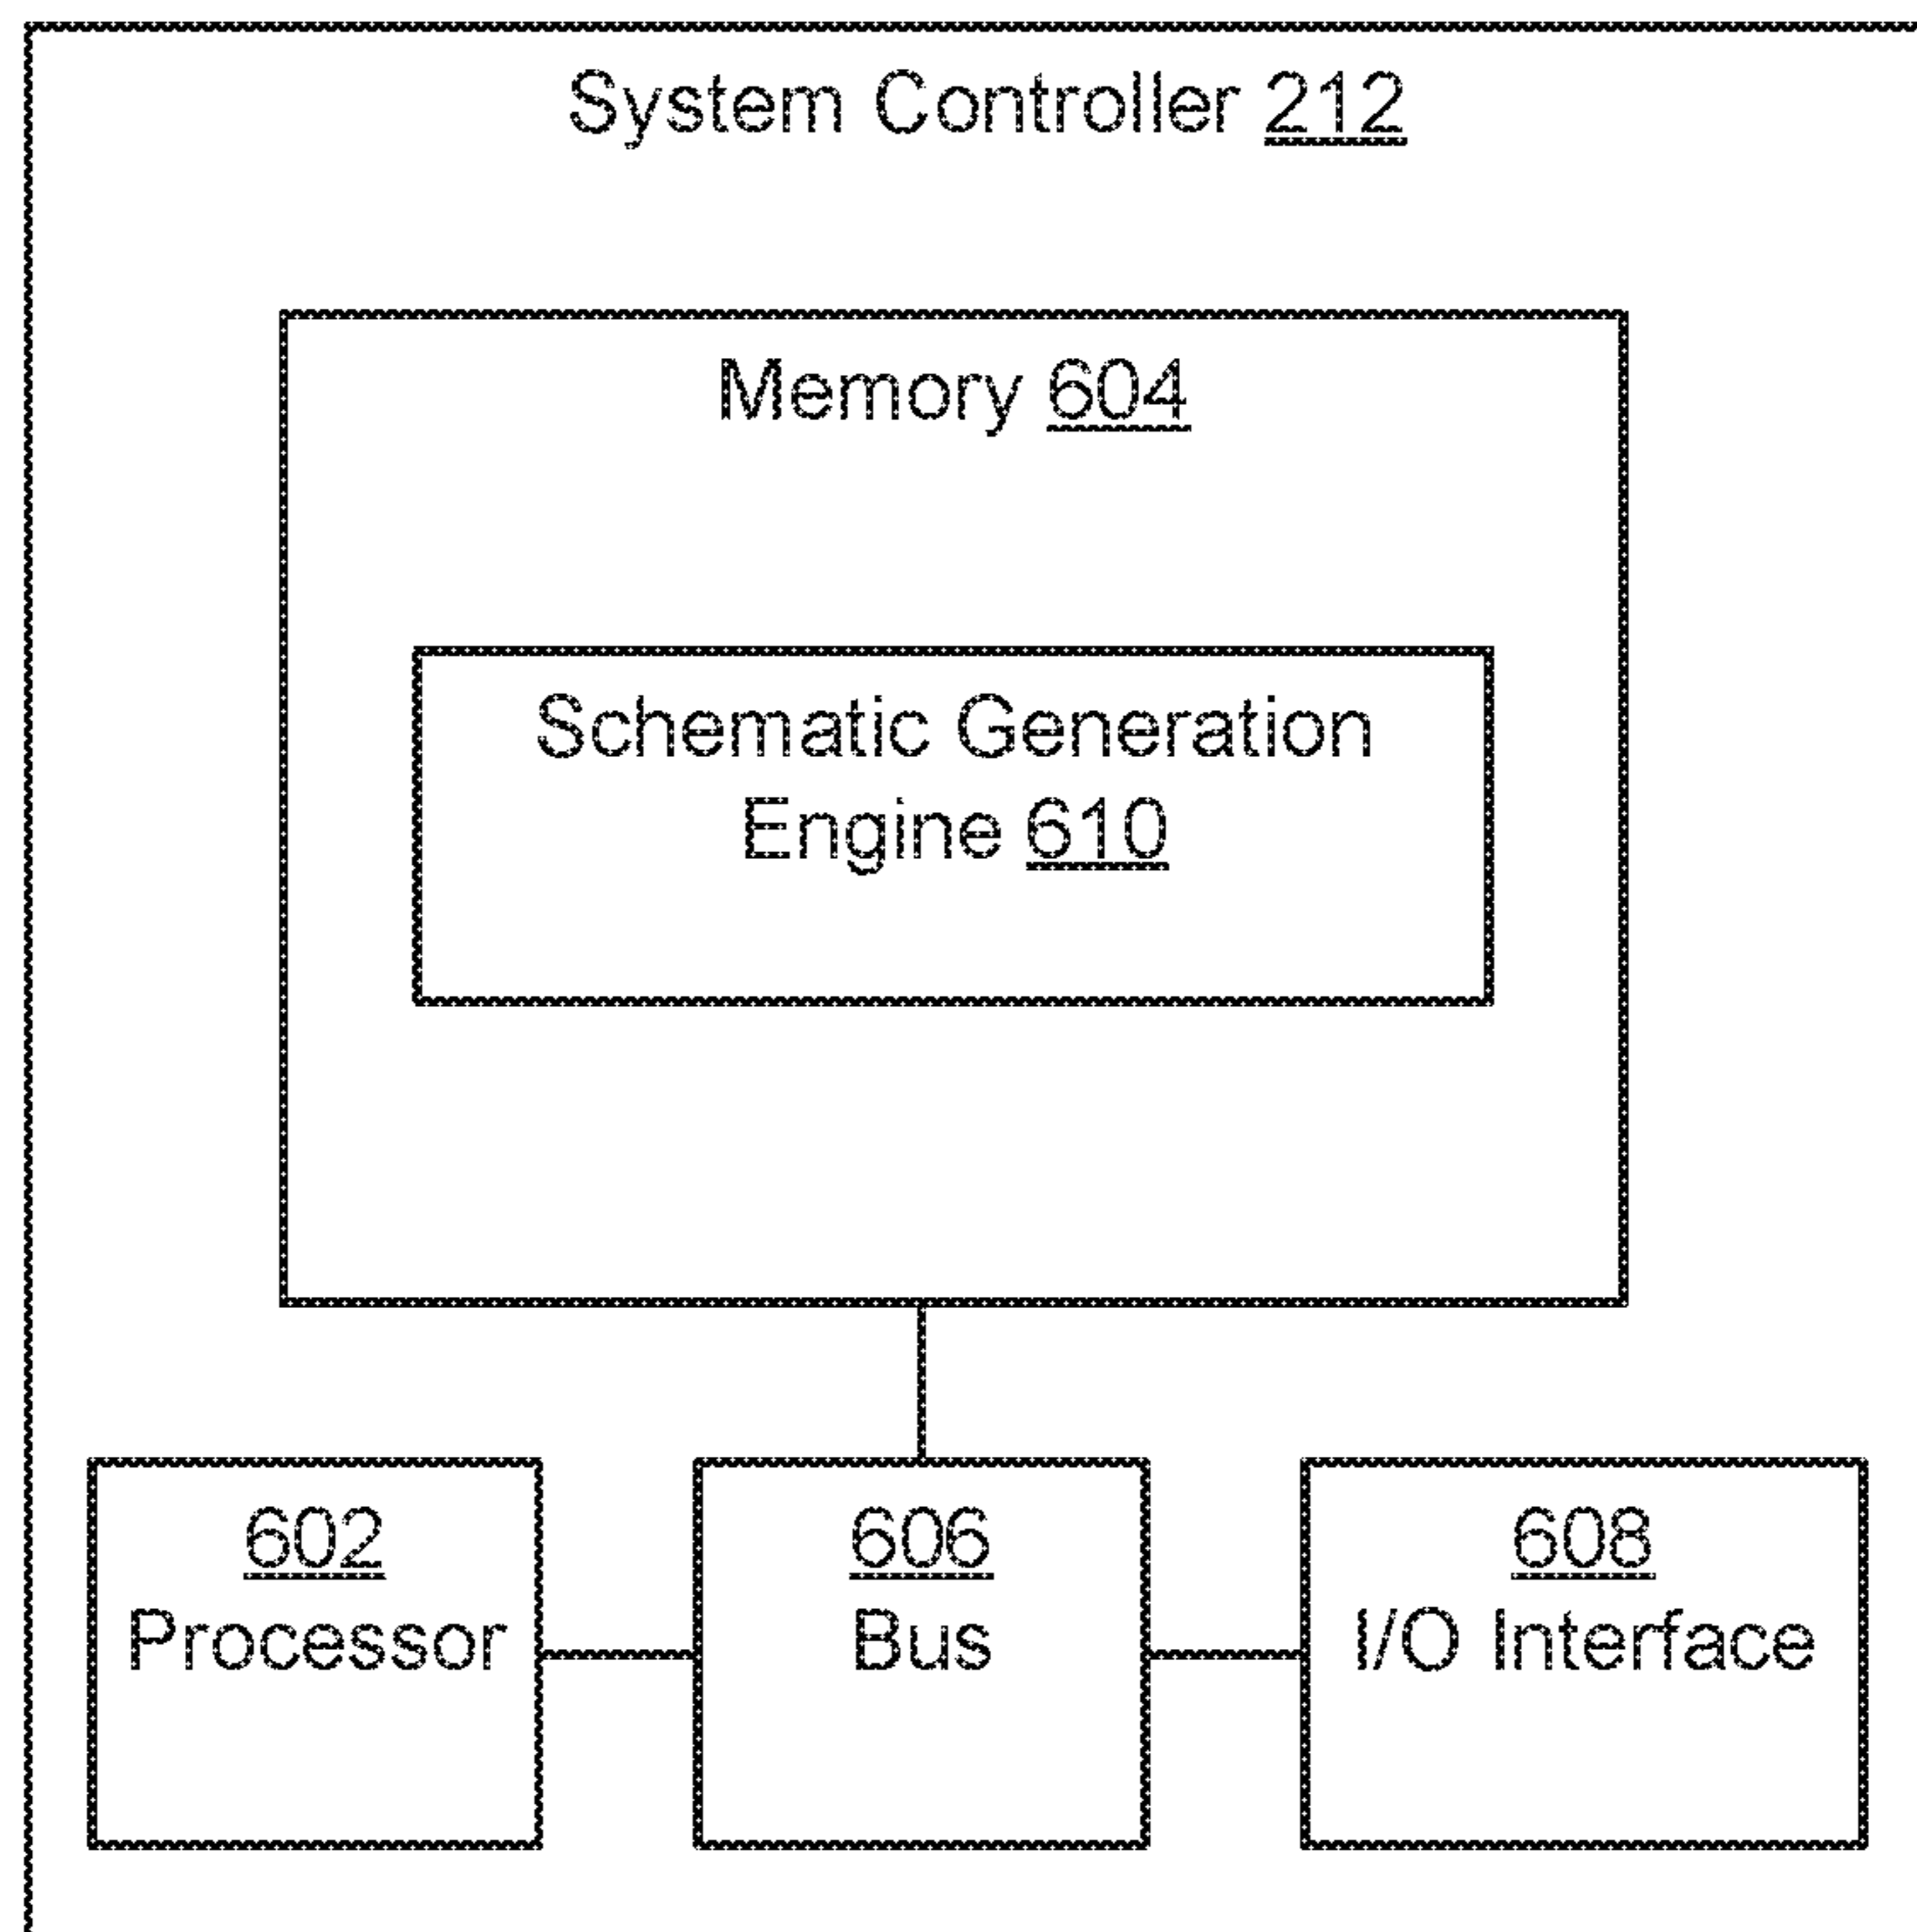 System Controller 212
Memory 604
Schematic Generation
Engine 610
602
Processor
606
Bus
608
I/O Interface